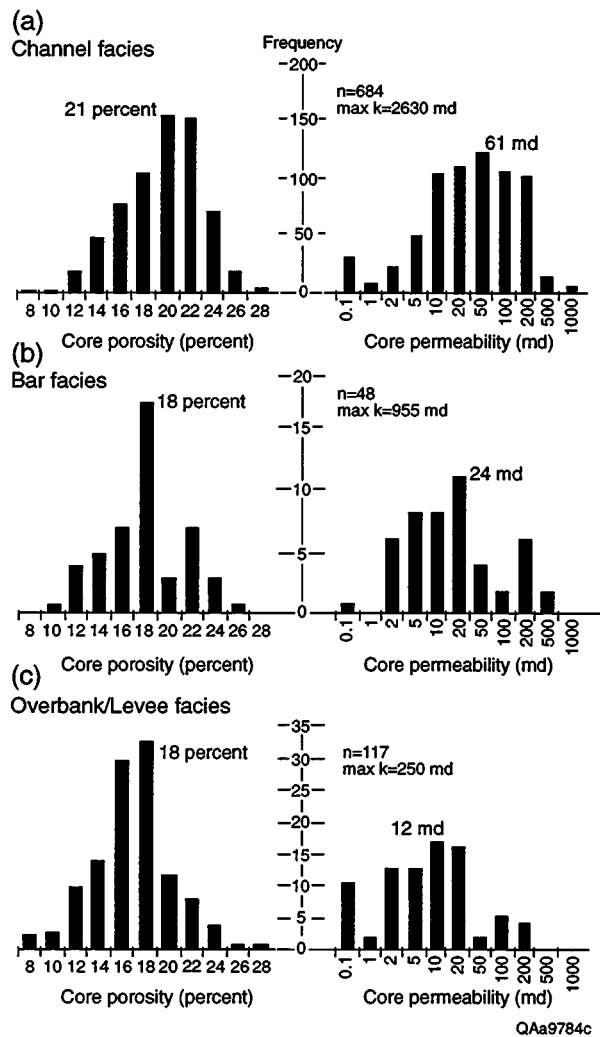 (a)
Channel facies
Frequency
200
n=684
max k=2630 md
21 percent
150
61 md
100
50
0
8 10 12 14 16 18 20 22 24 26 28
0.1 1 2 5 10 20 50 100 200 500 1000
Core porosity (percent)
Core permeability (md)
(b)
Bar facies
20
n=48
max k=955 md
18 percent
15
10
24 md
5
0
8 10 12 14 16 18 20 22 24 26 28
0.1 1 2 5 10 20 50 100 200 500 1000
Core porosity (percent)
Core permeability (md)
(c)
Overbank/Levee facies
35
18 percent
n=117
max k=250 md
30
25
20
12 md
15
10
5
0
8 10 12 14 16 18 20 22 24 26 28
0.1 1 2 5 10 20 50 100 200 500 1000
Core porosity (percent)
Core permeability (md)
QAa9784c